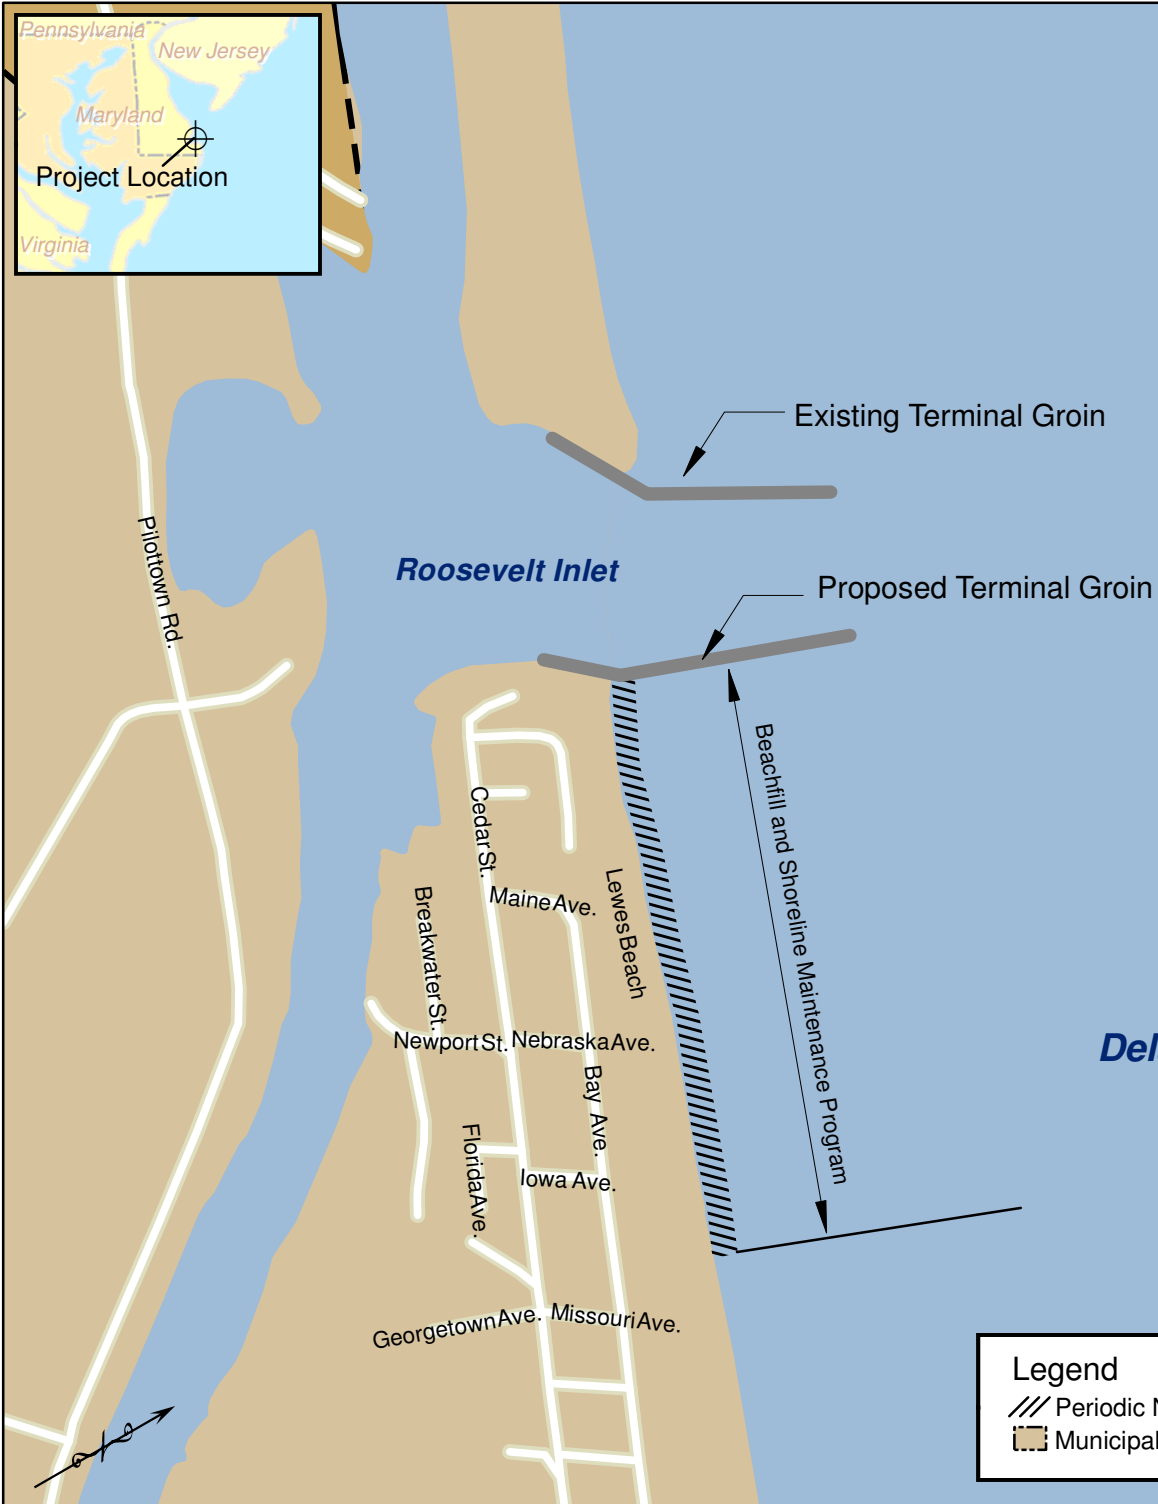 Pennsylvania
New Jersey
Maryland
Project Location
Virginia
Existing Terminal Groin
Roosevelt Inlet
Proposed Terminal Groin
Pilottown Rd.
Beachfill and Shoreline Maintenance Program
Cedar St.
Maine Ave.
Lewes Beach
Breakwater St.
Newport St.
Nebraska Ave.
Del
Bay Ave.
Florida Ave.
Iowa Ave.
Georgetown Ave.
Missouri Ave.
Legend
Periodic N
Municipal
N